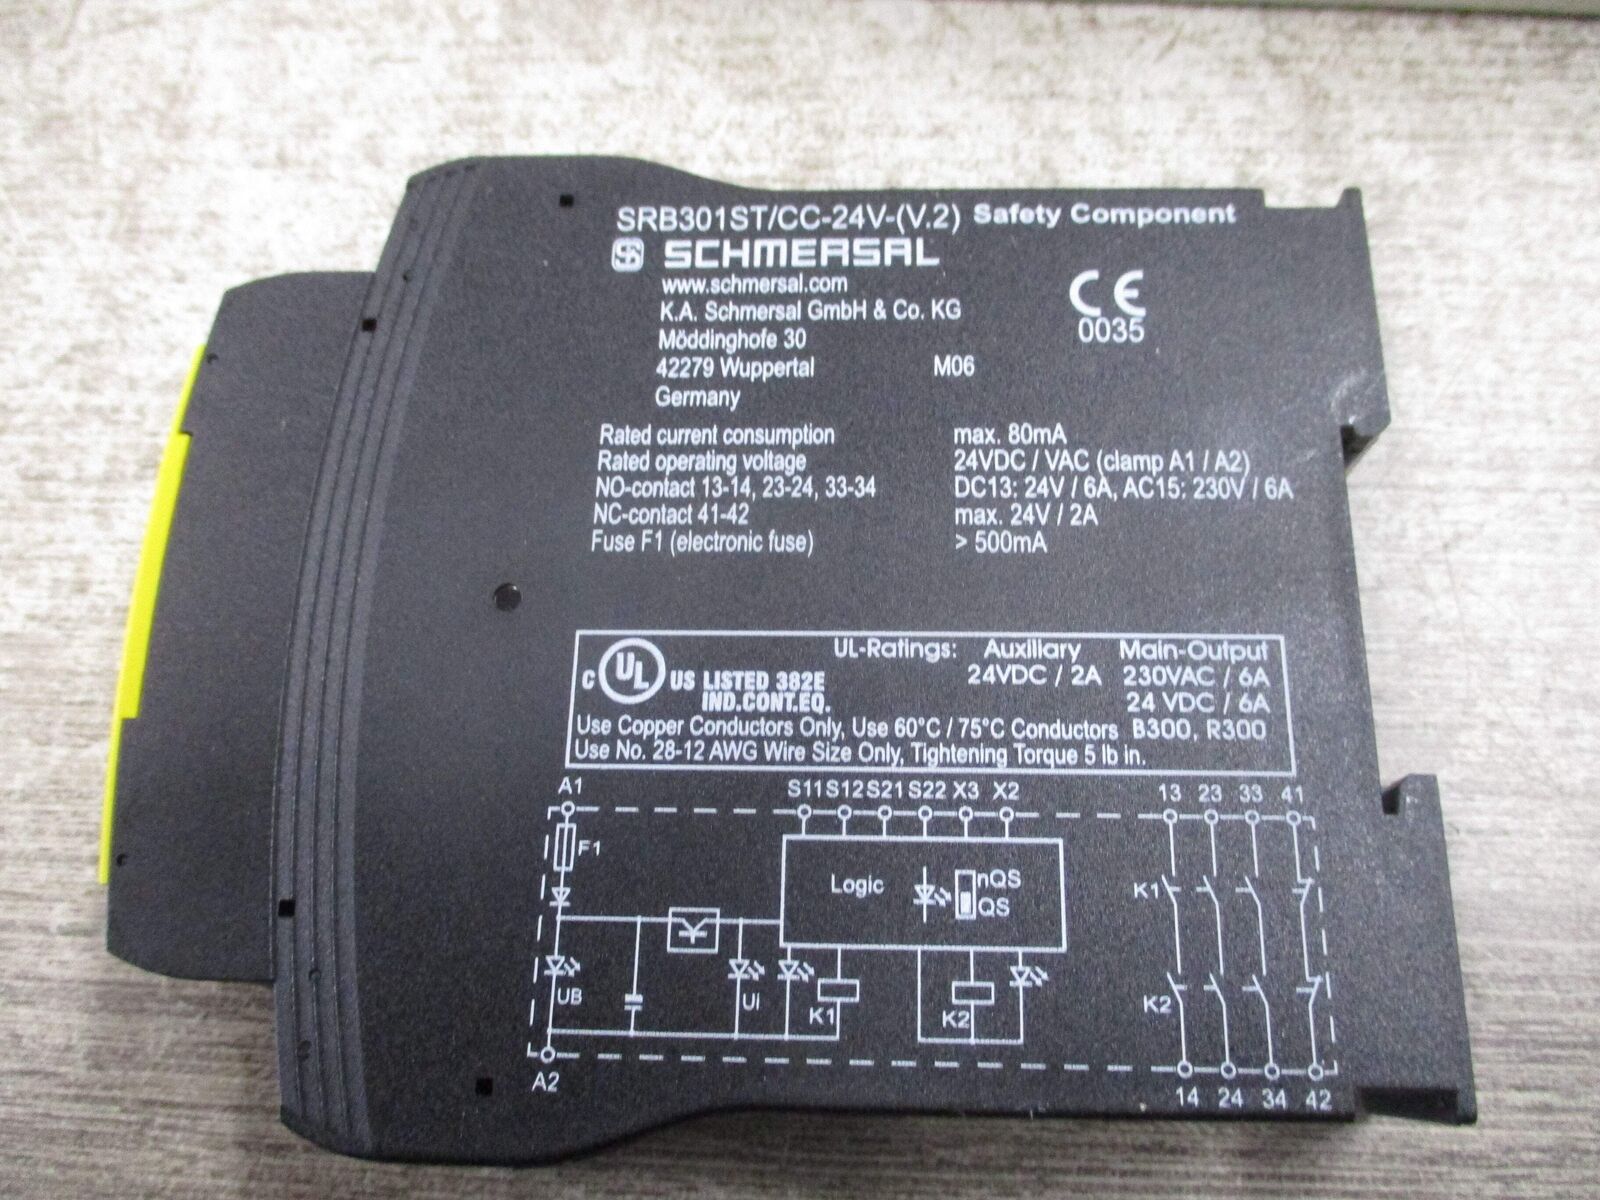 SRB301ST/CC-24V-(V.2) Safety Component
SCHMERSAL
www.schmersal.com
K.A. Schmersal GmbH & Co. KG
Möddinghofe 30
42279 Wuppertal M06
Germany
CE
0035
Rated current consumption max. 80mA
Rated operating voltage 24VDC / VAC (clamp A1 / A2)
NO-contact 13-14, 23-24, 33-34 DC13: 24V / 6A, AC15: 230V / 6A
NC-contact 41-42 max. 24V / 2A
Fuse F1 (electronic fuse) > 500mA
UL-Ratings: Auxiliary Main-Output
24VDC / 2A 230VAC / 6A
24 VDC / 6A
C UL US LISTED 382E
IND.CONT.EQ.
Use Copper Conductors Only, Use 60°C / 75°C Conductors B300, R300
Use No. 28-12 AWG Wire Size Only, Tightening Torque 5 lb in.
A1 S11 S12 S21 S22 X3 X2 13 23 33 41
F1
Logic nQS
QS
K1
UB UI K1 K2 K2
A2 14 24 34 42